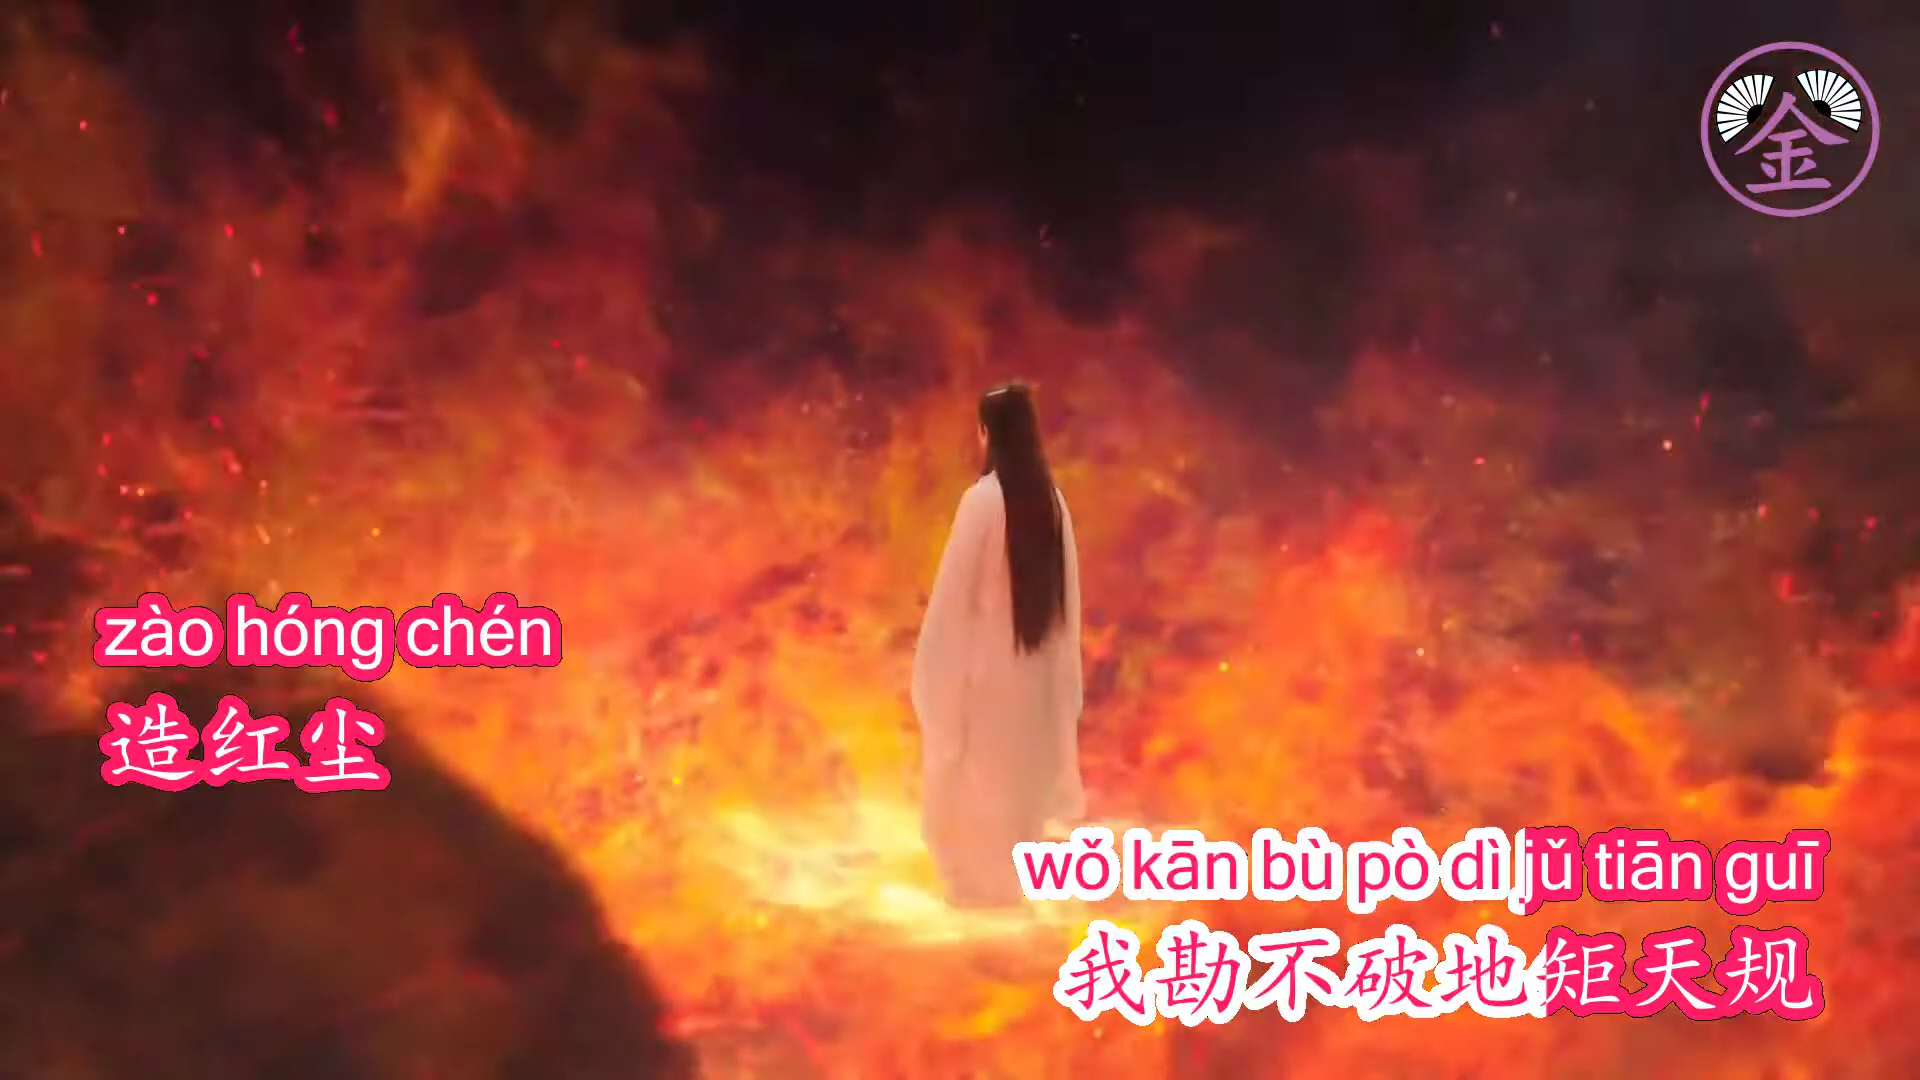 金
zào hóng chén
造红尘
wǒ kān bù pò dì jǔ tiān guī
我勘不破地矩天规